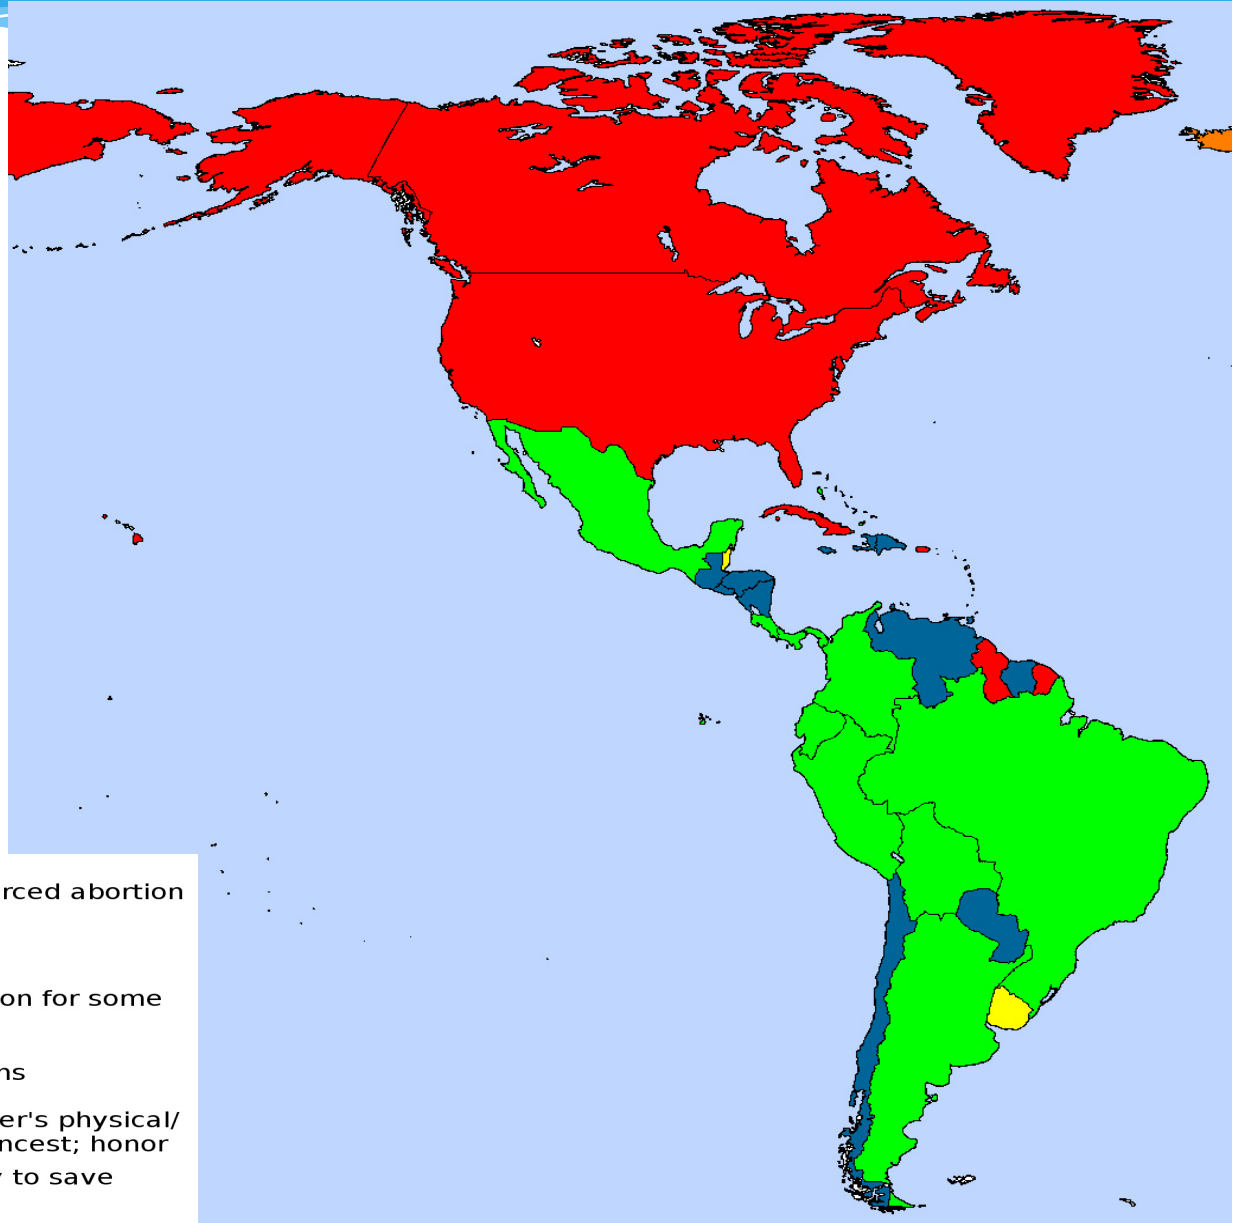 rced abortion
on for some
ns
er's physical/
ncest; honor
to save